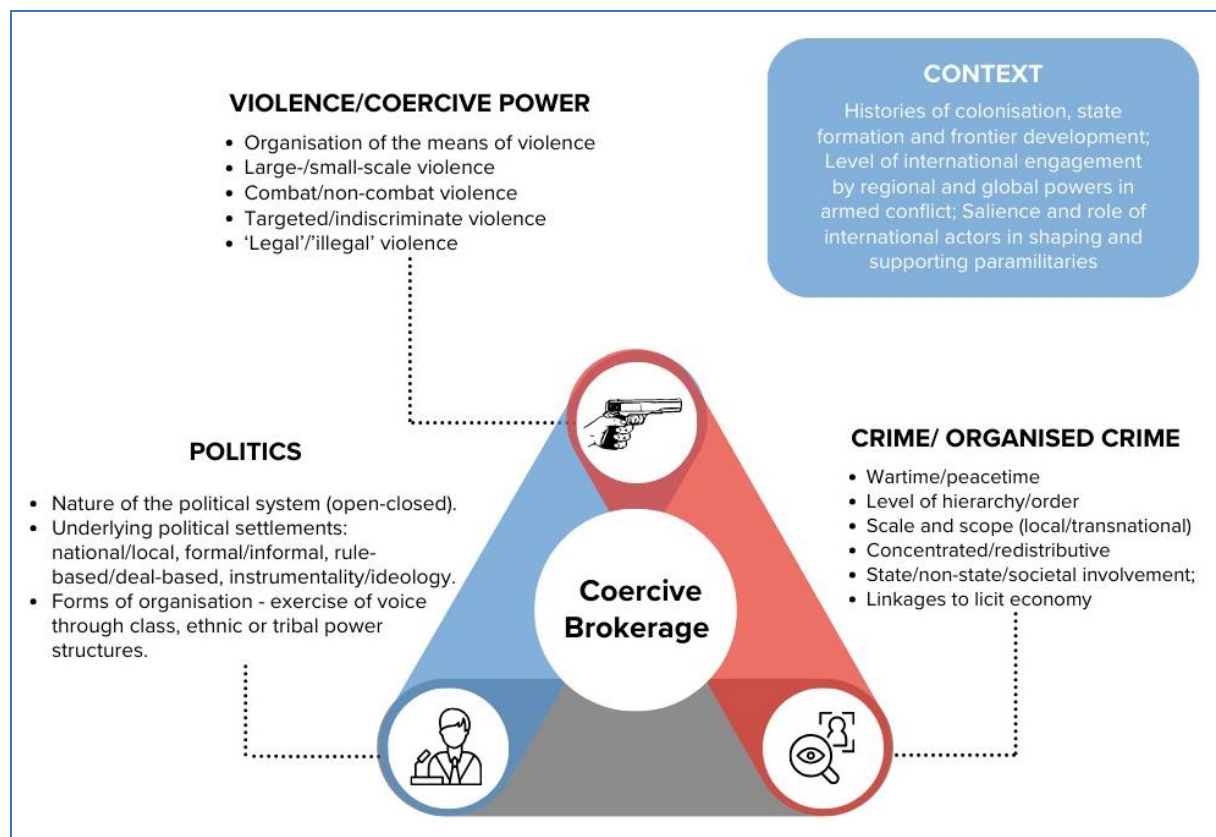 VIOLENCE/COERCIVE POWER
• Organisation of the means of violence
• Large-/small-scale violence
• Combat/non-combat violence
• Targeted/indiscriminate violence
• ‘Legal’/’illegal’ violence
CONTEXT
Histories of colonisation, state
formation and frontier development;
Level of international engagement
by regional and global powers in
armed conflict; Salience and role of
international actors in shaping and
supporting paramilitaries
POLITICS
• Nature of the political system (open-closed).
• Underlying political settlements:
national/local, formal/informal, rule-
based/deal-based, instrumentality/ideology.
• Forms of organisation - exercise of voice
through class, ethnic or tribal power
structures.
CRIME/ ORGANISED CRIME
• Wartime/peacetime
• Level of hierarchy/order
• Scale and scope (local/transnational)
• Concentrated/redistributive
• State/non-state/societal involvement;
• Linkages to licit economy
Coercive
Brokerage